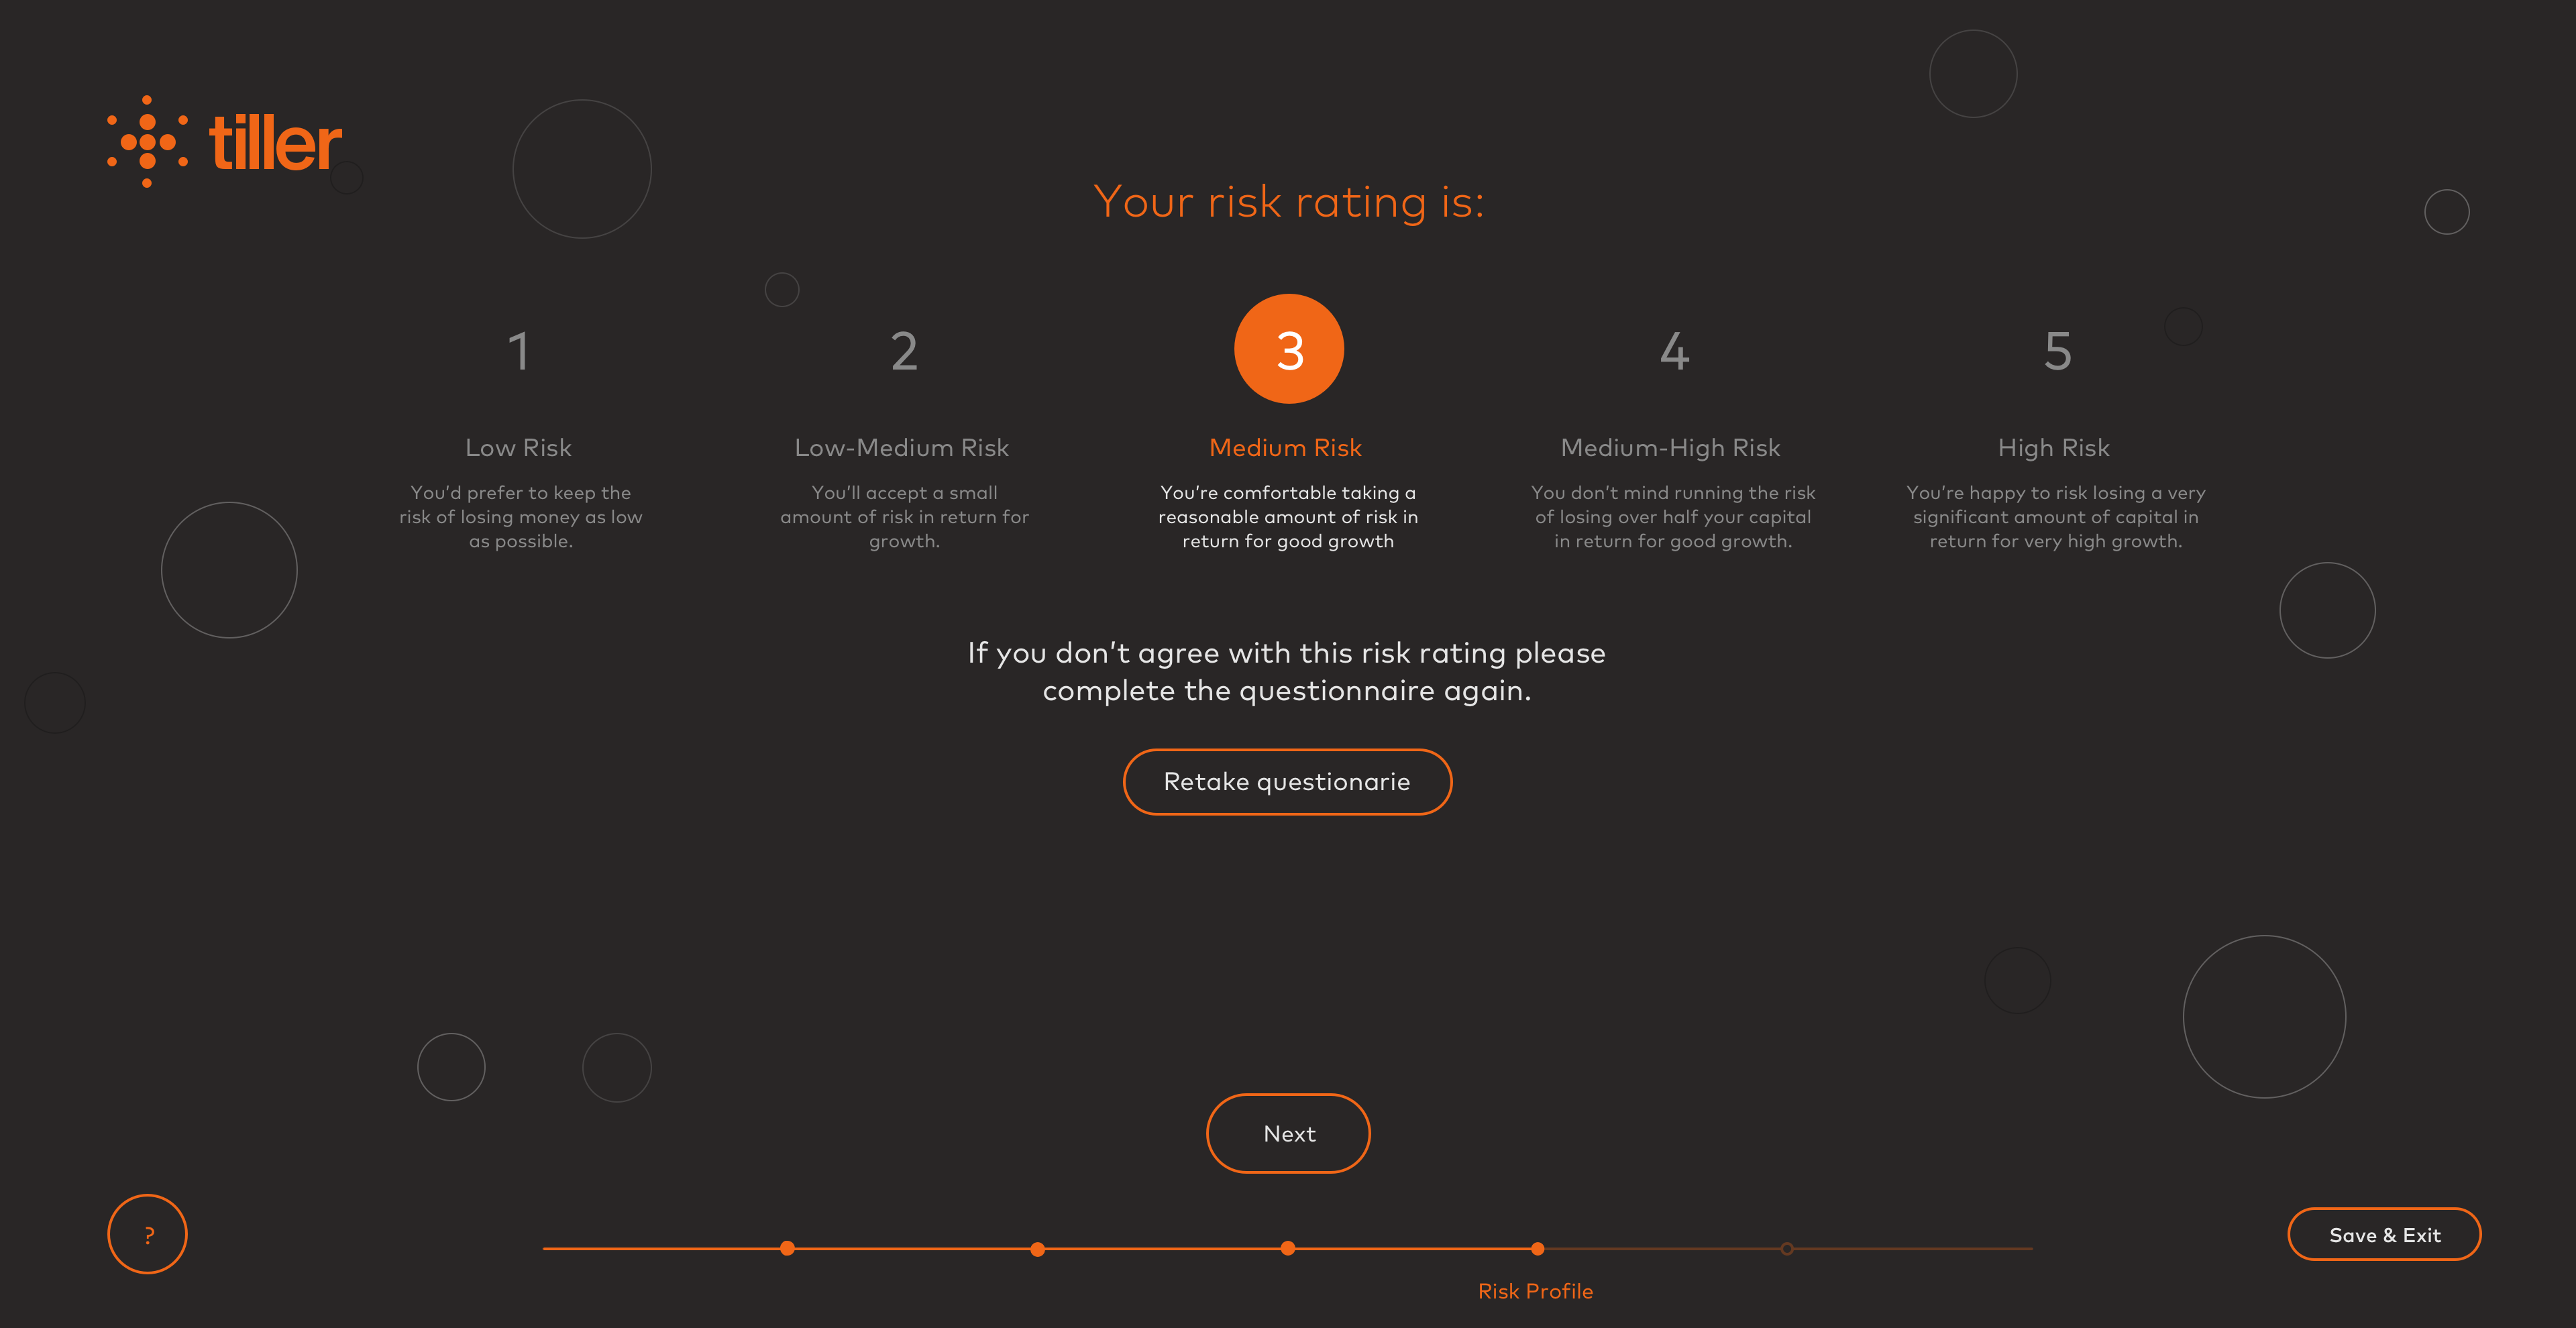 tiller
Your risk rating is:
1
Low Risk
You’d prefer to keep the
risk of losing money as low
as possible.
2
Low-Medium Risk
You’ll accept a small
amount of risk in return for
growth.
3
Medium Risk
You’re comfortable taking a
reasonable amount of risk in
return for good growth
4
Medium-High Risk
You don’t mind running the risk
of losing over half your capital
in return for good growth.
5
High Risk
You’re happy to risk losing a very
significant amount of capital in
return for very high growth.
If you don’t agree with this risk rating please
complete the questionnaire again.
Retake questionarie
Next
?
Save & Exit
Risk Profile